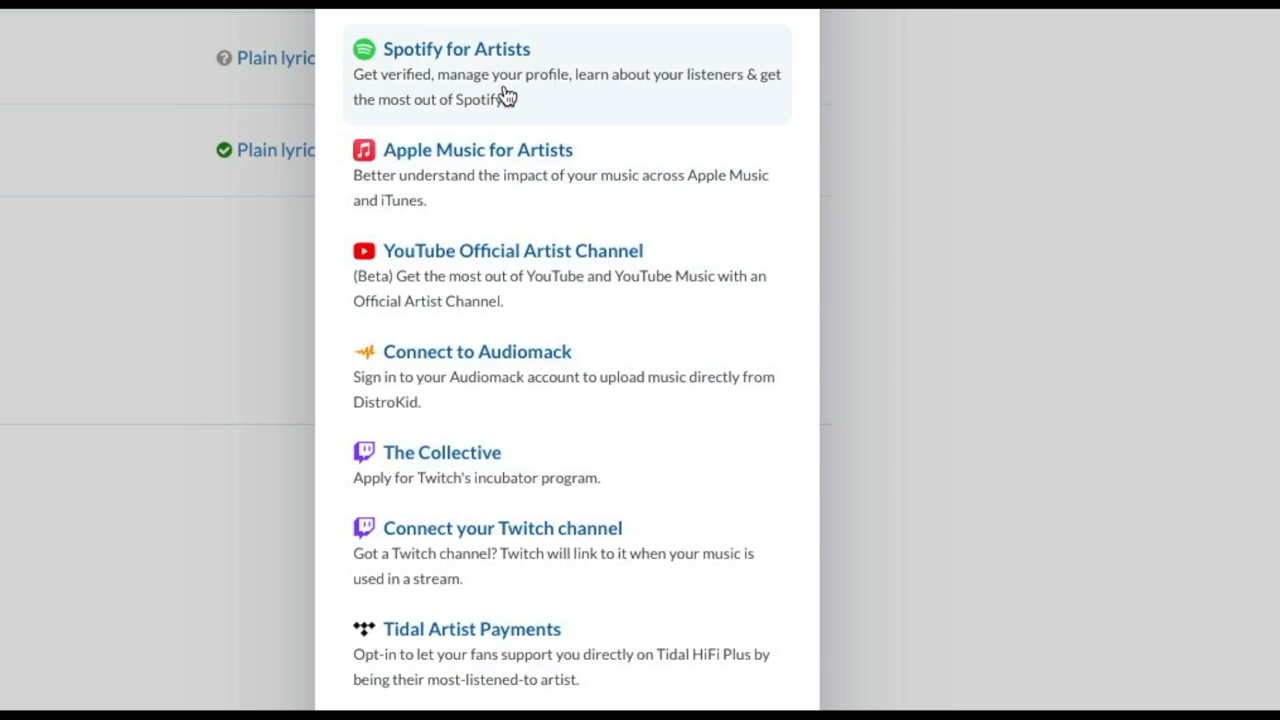 Spotify for Artists
Get verified, manage your profile, learn about your listeners & get
the most out of Spotify
Plain lyric
Apple Music for Artists
Better understand the impact of your music across Apple Music
and iTunes.
Plain lyric
YouTube Official Artist Channel
(Beta) Get the most out of YouTube and YouTube Music with an
Official Artist Channel.
Connect to Audiomack
Sign in to your Audiomack account to upload music directly from
DistroKid.
The Collective
Apply for Twitch's incubator program.
Connect your Twitch channel
Got a Twitch channel? Twitch will link to it when your music is
used in a stream.
Tidal Artist Payments
Opt-in to let your fans support you directly on Tidal HiFi Plus by
being their most-listened-to artist.